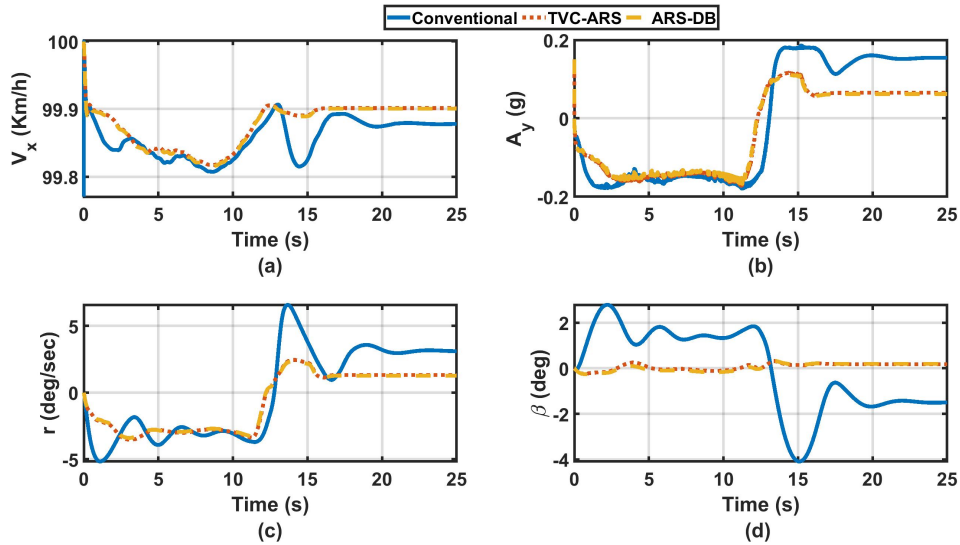 Conventional TVC-ARS ARS-DB
100
99.9
99.8
V_x (Km/h)
0 5 10 15 20 25
Time (s)
(a)
0.2
0
-0.2
A_y (g)
0 5 10 15 20 25
Time (s)
(b)
5
0
-5
r (deg/sec)
0 5 10 15 20 25
Time (s)
(c)
2
0
-2
-4
β (deg)
0 5 10 15 20 25
Time (s)
(d)